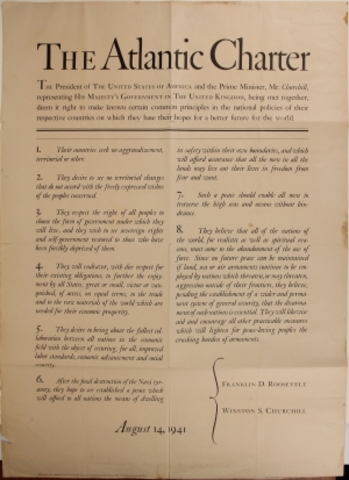 THE Atlantic Charter
THE President of THE UNITED STATES OF AMERICA and the Prime Minister, Mr. Churchill,
representing HIS MAJESTY'S GOVERNMENT IN THE UNITED KINGDOM, being met together,
deem it right to make known certain common principles in the national policies of their
respective countries on which they base their hopes for a better future for the world.
1. Their countries seek no aggrandizement,
territorial or other.
2. They desire to see no territorial changes
that do not accord with the freely expressed wishes
of the peoples concerned.
3. They respect the right of all peoples to
choose the form of government under which they
will live; and they wish to see sovereign rights
and self-government restored to those who have
been forcibly deprived of them.
4. They will endeavor, with due respect for
their existing obligations, to further the enjoy-
ment by all States, great or small, victor or van-
quished, of access, on equal terms, to the trade
and to the raw materials of the world which are
needed for their economic prosperity.
5. They desire to bring about the fullest col-
laboration between all nations in the economic
field with the object of securing, for all, improved
labor standards, economic advancement and social
security.
6. After the final destruction of the Nazi tyr-
anny, they hope to see established a peace which
will afford to all nations the means of dwelling
in safety within their own boundaries, and which
will afford assurance that all the men in all the
lands may live out their lives in freedom from
fear and want.
7. Such a peace should enable all men to
traverse the high seas and oceans without hin-
drance.
8. They believe that all of the nations of
the world, for realistic as well as spiritual rea-
sons, must come to the abandonment of the use of
force. Since no future peace can be maintained
if land, sea or air armaments continue to be em-
ployed by nations which threaten, or may threaten,
aggression outside of their frontiers, they believe,
pending the establishment of a wider and perma-
nent system of general security, that the disarma-
ment of such nations is essential. They will likewise
aid and encourage all other practicable measures
which will lighten for peace-loving peoples the
crushing burden of armaments.
FRANKLIN D. ROOSEVELT
WINSTON S. CHURCHILL
August 14, 1941